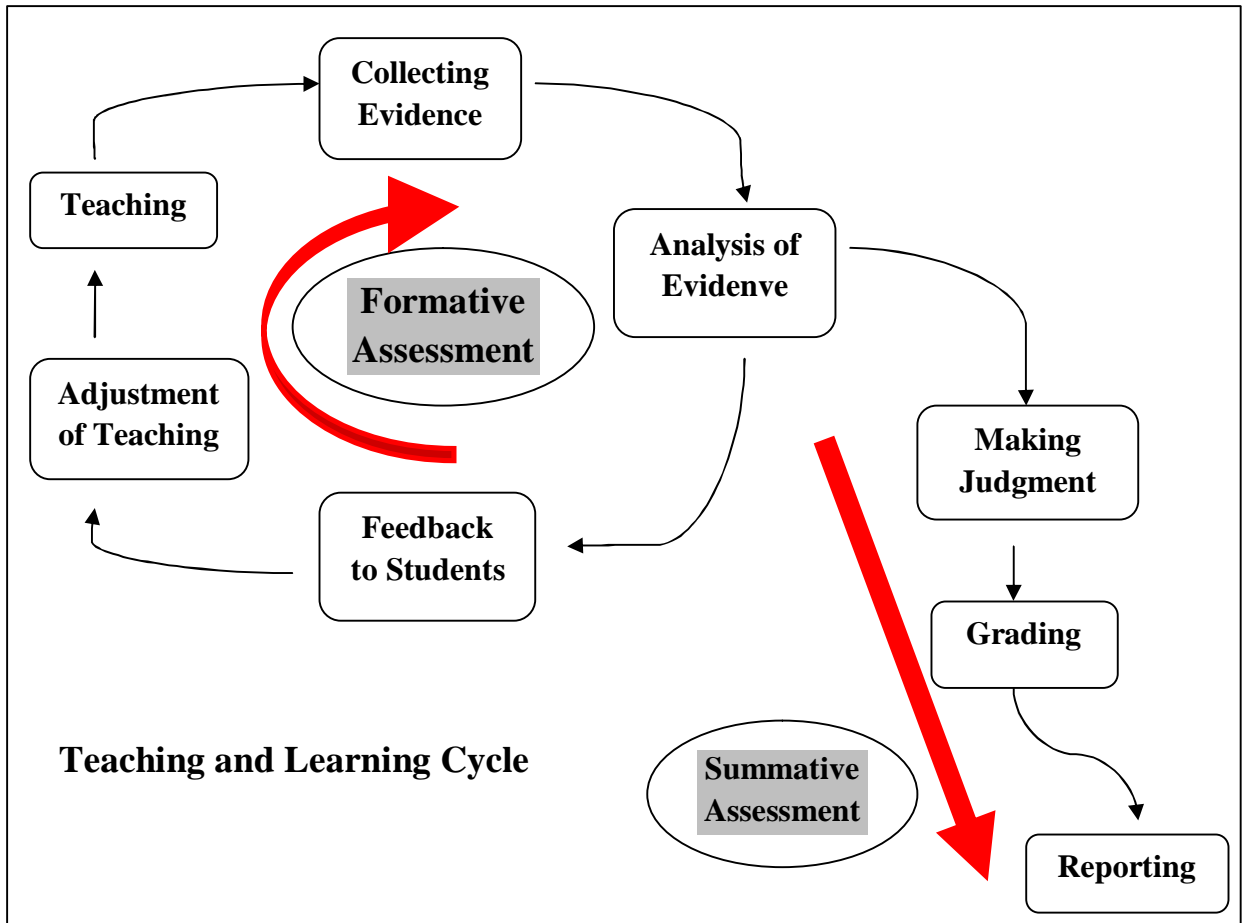 Collecting
Evidence
Teaching
Analysis of
Evidenve
Formative
Assessment
Adjustment
of Teaching
Making
Judgment
Feedback
to Students
Grading
Teaching and Learning Cycle
Summative
Assessment
Reporting